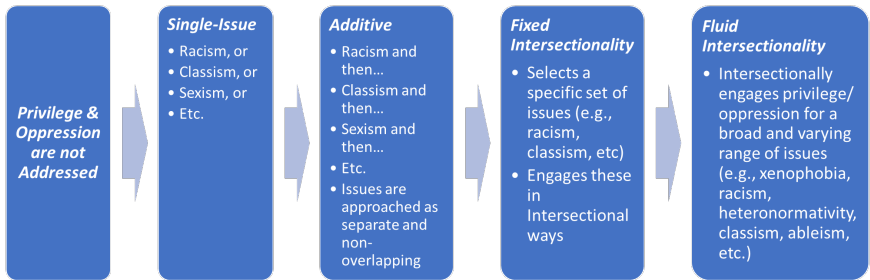 Privilege &
Oppression
are not
Addressed
Single-Issue
• Racism, or
• Classism, or
• Sexism, or
• Etc.
Additive
• Racism and
then...
• Classism and
then...
• Sexism and
then...
• Etc.
• Issues are
approached as
separate and
non-
overlapping
Fixed
Intersectionality
• Selects a
specific set of
issues (e.g.,
racism,
classism, etc)
• Engages these
in
Intersectional
ways
Fluid
Intersectionality
• Intersectionally
engages privilege/
oppression for a
broad and varying
range of issues
(e.g., xenophobia,
racism,
heteronormativity,
classism, ableism,
etc.)